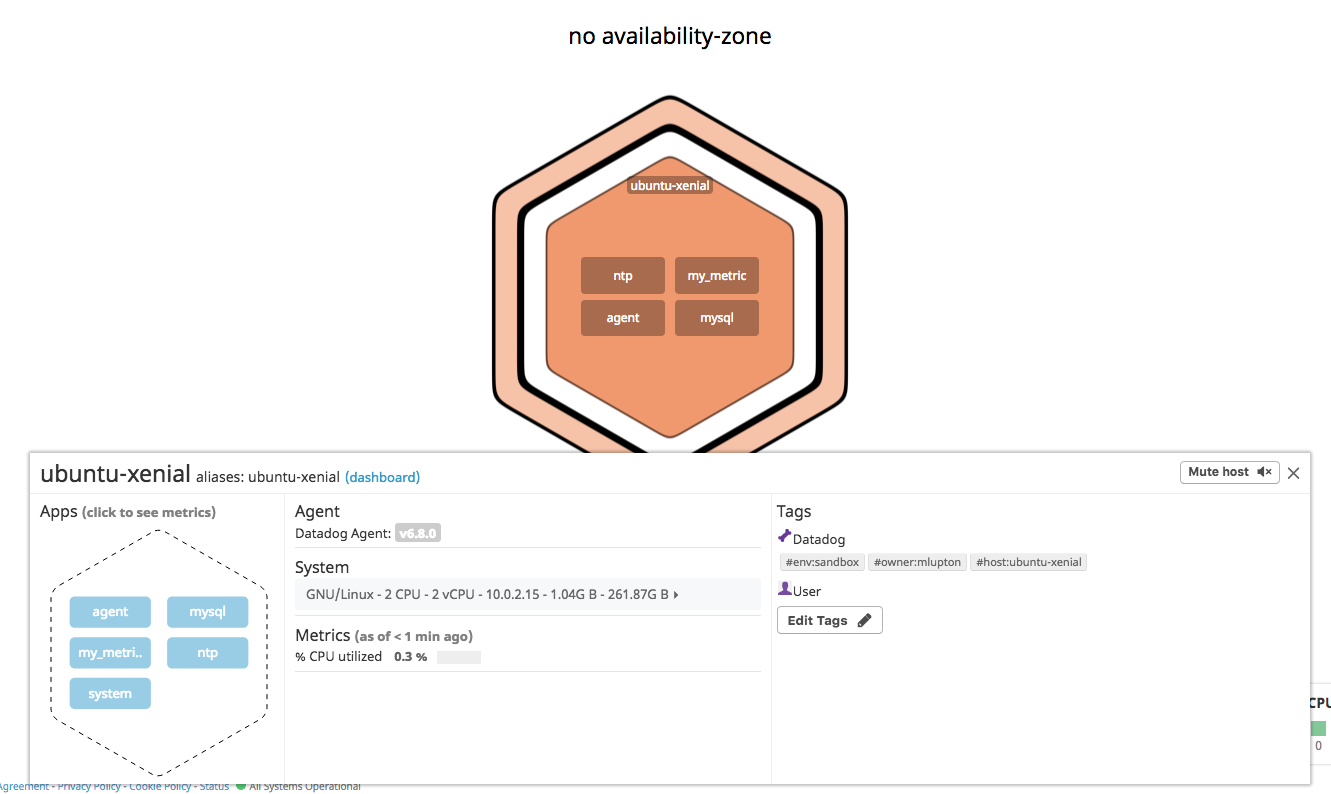 no availability-zone
ubuntu-xenial
ntp my_metric
agent mysql
ubuntu-xenial aliases: ubuntu-xenial (dashboard)
Mute host
Apps (click to see metrics)
agent mysql
my_metri.. ntp
system
Agent
Datadog Agent: v6.8.0
System
GNU/Linux - 2 CPU - 2 vCPU - 10.0.2.15 - 1.04G B - 261.87G B
Metrics (as of < 1 min ago)
% CPU utilized 0.3 %
Tags
Datadog
#env:sandbox #owner:mlupton #host:ubuntu-xenial
User
Edit Tags
CPU
0
Agreement - Privacy Policy - Cookie Policy - Status All Systems Operational